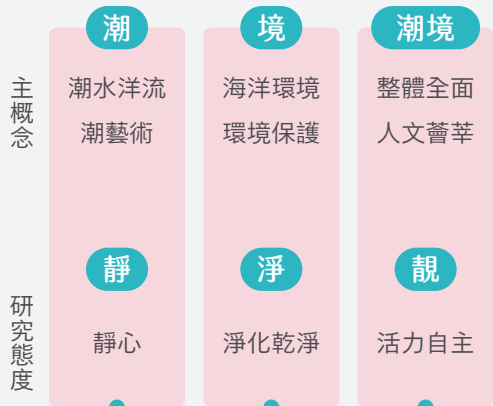 潮 境 潮境
主概念
潮水洋流 海洋環境 整體全面
潮藝術 環境保護 人文薈莘
靜 淨 靚
研究態度
靜心 淨化乾淨 活力自主